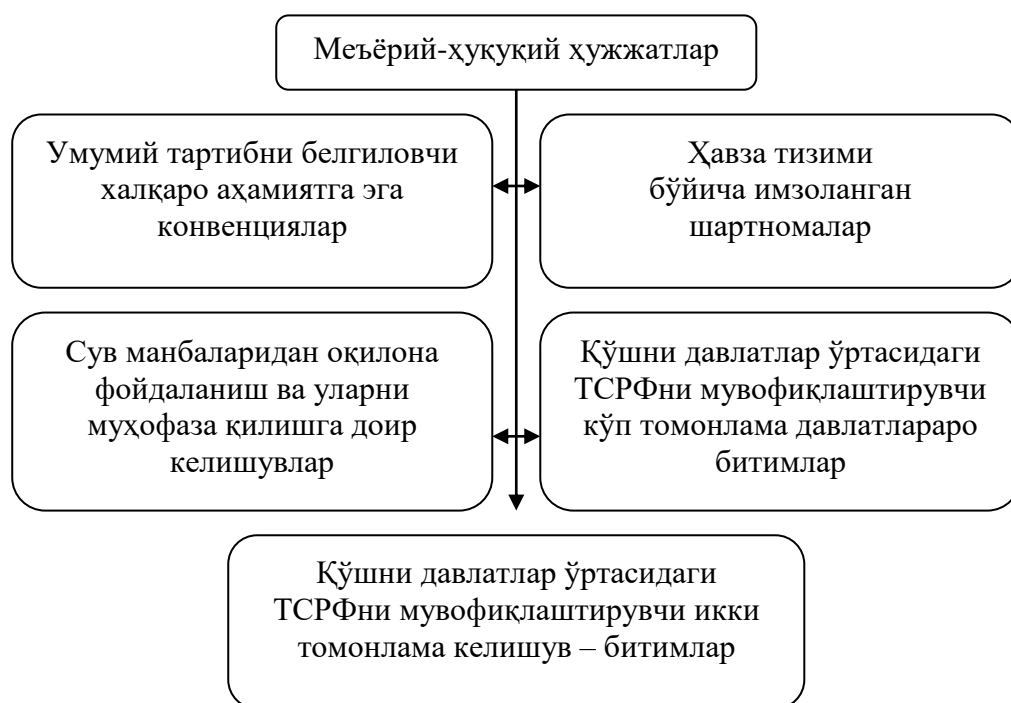 Меъёрий-ҳуқуқий ҳужжатлар
Умумий тартибни белгиловчи
халқаро аҳамиятга эга
конвенциялар
Ҳавза тизими
бўйича имзоланган
шартномалар
Сув манбаларидан оқилона
фойдаланиш ва уларни
муҳофаза қилишга доир
келишувлар
Қўшни давлатлар ўртасидаги
ТСРФни мувофиқлаштирувчи
кўп томонлама давлатлараро
битимлар
Қўшни давлатлар ўртасидаги
ТСРФни мувофиқлаштирувчи икки
томонлама келишув – битимлар